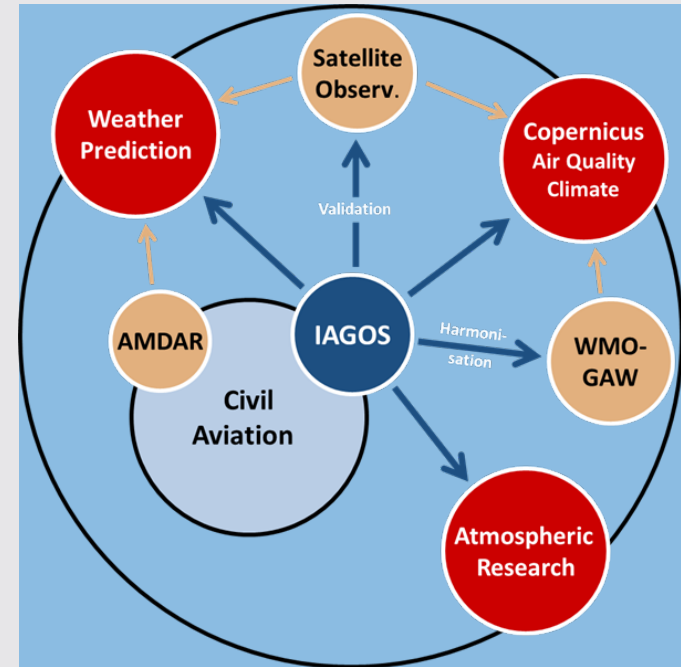 Satellite
Observ.
Weather
Prediction
Copernicus
Air Quality
Climate
Validation
AMDAR
IAGOS
Harmoni-
sation
WMO-
GAW
Civil
Aviation
Atmospheric
Research